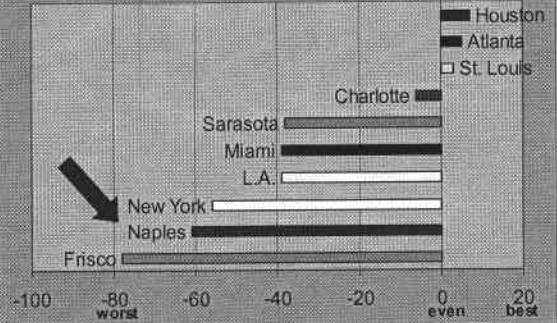 Houston
Atlanta
St. Louis
Charlotte
Sarasota
Miami
L.A.
New York
Naples
Frisco
-100 -80 -60 -40 -20 0 20
worst even best